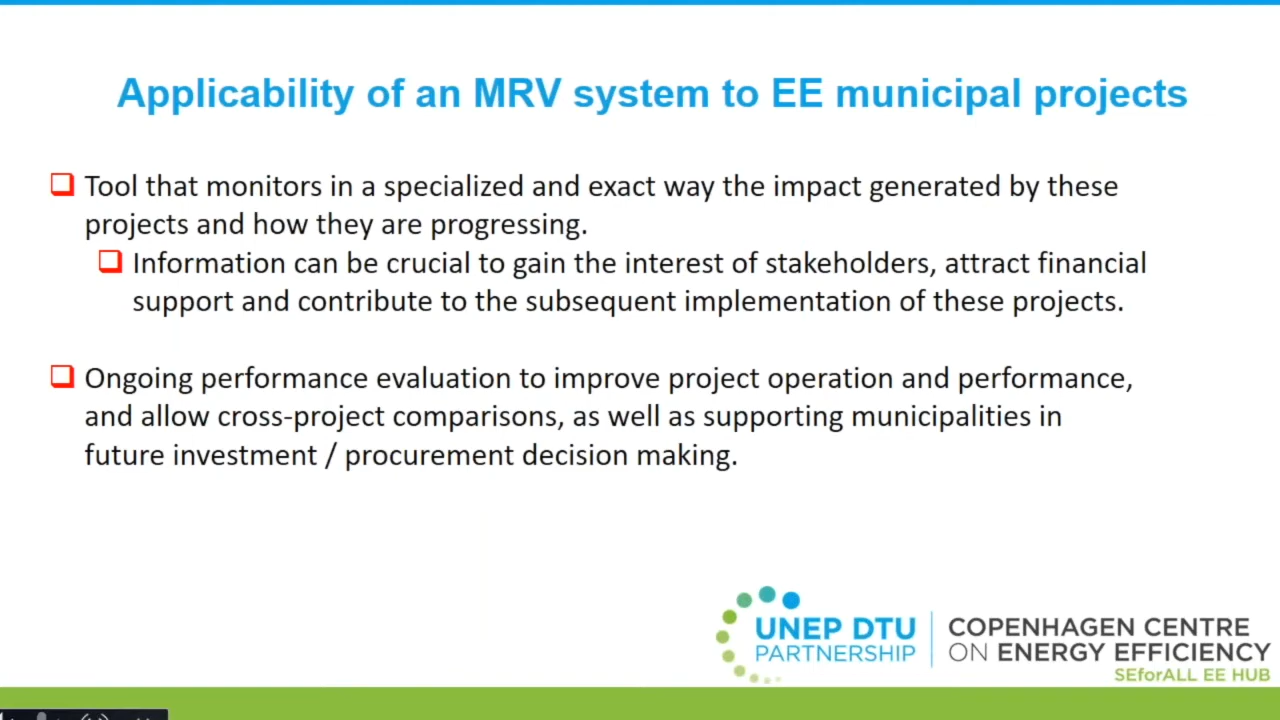 Applicability of an MRV system to EE municipal projects
Tool that monitors in a specialized and exact way the impact generated by these
projects and how they are progressing.
Information can be crucial to gain the interest of stakeholders, attract financial
support and contribute to the subsequent implementation of these projects.
Ongoing performance evaluation to improve project operation and performance,
and allow cross-project comparisons, as well as supporting municipalities in
future investment / procurement decision making.
UNEP DTU
PARTNERSHIP
COPENHAGEN CENTRE
ON ENERGY EFFICIENCY
SEforALL EE HUB